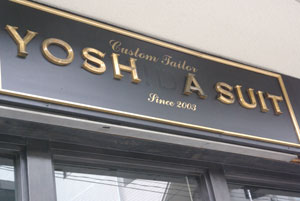 Custom Tailor
YOSH A SUIT
Since 2003